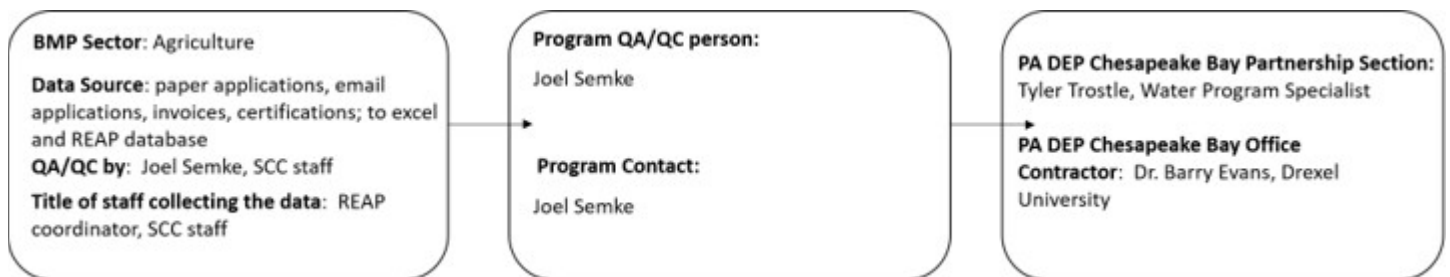 BMP Sector: Agriculture
Data Source: paper applications, email
applications, invoices, certifications; to excel
and REAP database
QA/QC by: Joel Semke, SCC staff
Title of staff collecting the data: REAP
coordinator, SCC staff
Program QA/QC person:
Joel Semke
Program Contact:
Joel Semke
PA DEP Chesapeake Bay Partnership Section:
Tyler Trostle, Water Program Specialist
PA DEP Chesapeake Bay Office
Contractor: Dr. Barry Evans, Drexel
University